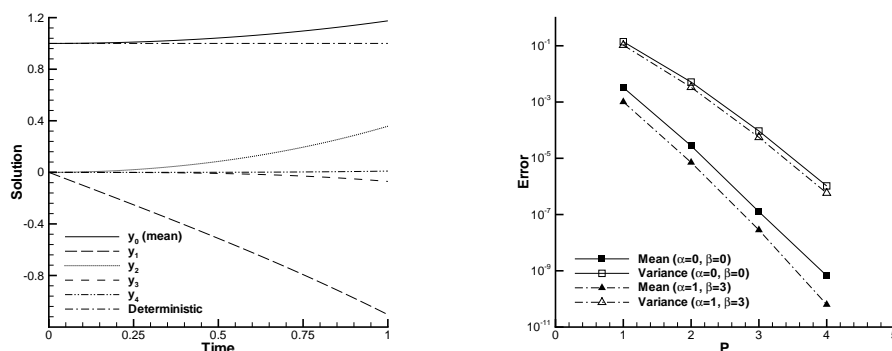 1.2
0.8
0.4
0
-0.4
-0.8
Solution
y0 (mean)
y1
y2
y3
y4
Deterministic
0
0.25
0.5
0.75
1
Time
10-1
10-3
10-5
10-7
10-9
10-11
Error
Mean (α=0, β=0)
Variance (α=0, β=0)
Mean (α=1, β=3)
Variance (α=1, β=3)
0
1
2
3
4
P